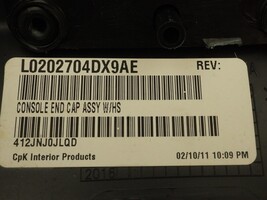 L0202704DX9AE REV:
CONSOLE END CAP ASSY W/HS
412JNJ0JLQD
CpK Interior Products
02/10/11 10:09 PM